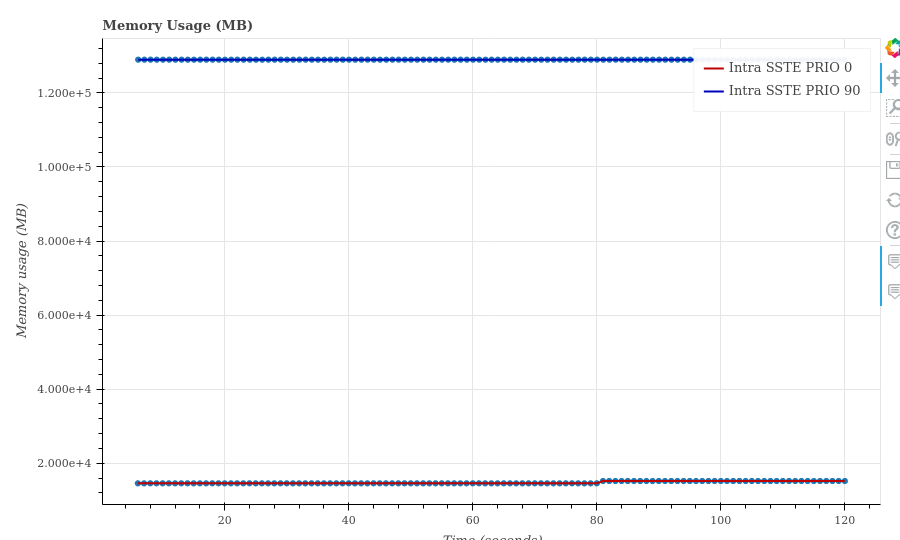 Memory Usage (MB)
Intra SSTE PRIO 0
Intra SSTE PRIO 90
1.200e+5
1.000e+5
8.000e+4
6.000e+4
4.000e+4
2.000e+4
Memory usage (MB)
20 40 60 80 100 120
Time (seconds)